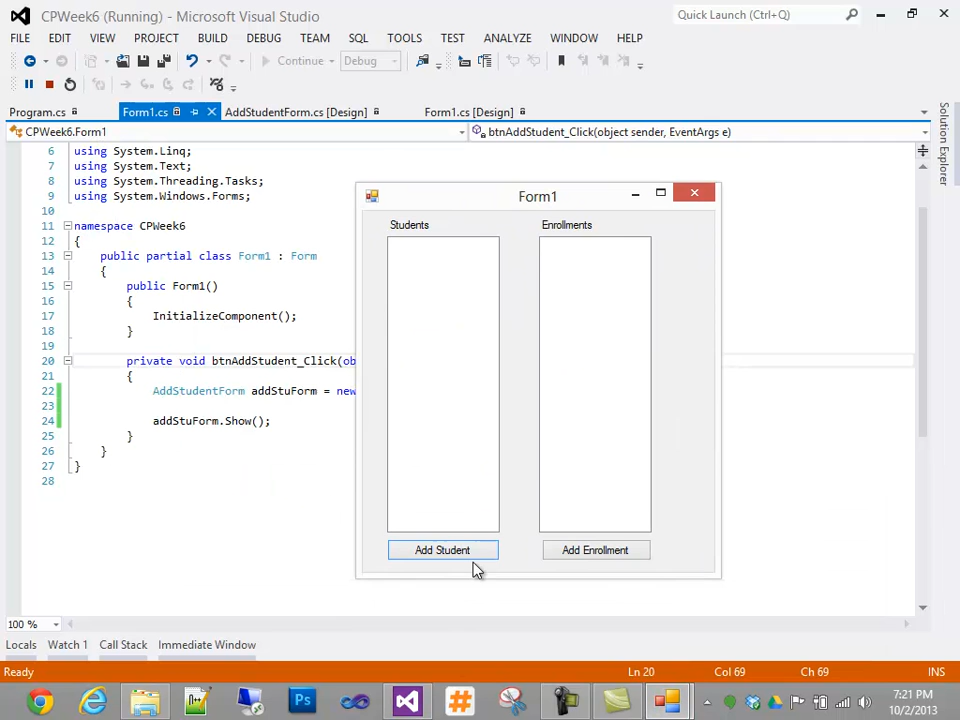 CPWeek6 (Running) - Microsoft Visual Studio
Quick Launch (Ctrl+Q)
FILE EDIT VIEW PROJECT BUILD DEBUG TEAM SQL TOOLS TEST ANALYZE WINDOW HELP
Continue Debug
Program.cs Form1.cs AddStudentForm.cs [Design] Form1.cs [Design]
CPWeek6.Form1 btnAddStudent_Click(object sender, EventArgs e)
Solution Explorer
6 using System.Linq;
7 using System.Text;
8 using System.Threading.Tasks;
9 using System.Windows.Forms;
10
11 namespace CPWeek6
12 {
13 public partial class Form1 : Form
14 {
15 public Form1()
16 {
17 InitializeComponent();
18 }
19
20 private void btnAddStudent_Click(ob
21 {
22 AddStudentForm addStuForm = new
23
24 addStuForm.Show();
25 }
26 }
27 }
28
Form1
Students Enrollments
Add Student Add Enrollment
100 %
Locals Watch 1 Call Stack Immediate Window
Ready Ln 20 Col 69 Ch 69 INS
Ps
7:21 PM
10/2/2013